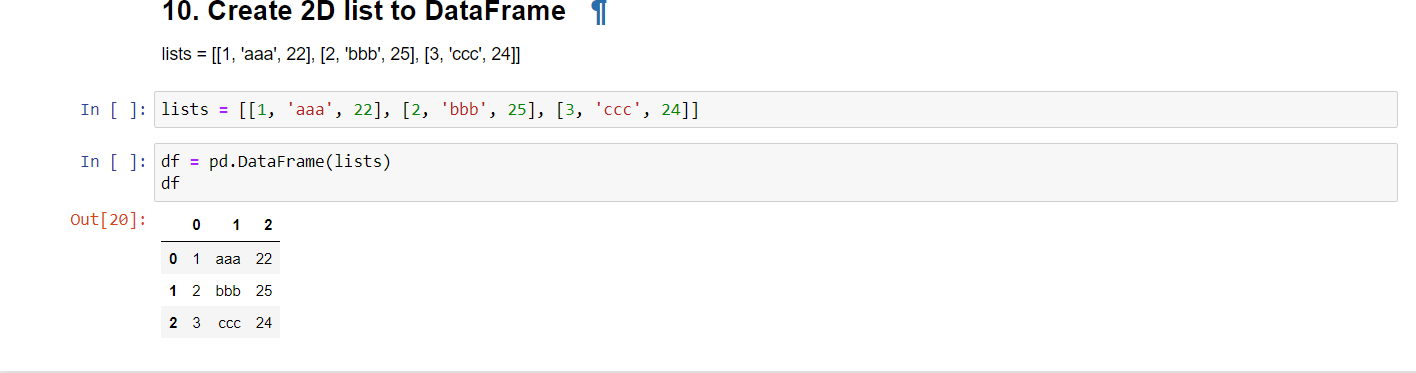 10. Create 2D list to DataFrame ¶
lists = [[1, 'aaa', 22], [2, 'bbb', 25], [3, 'ccc', 24]]
In [ ]: lists = [[1, 'aaa', 22], [2, 'bbb', 25], [3, 'ccc', 24]]
In [ ]: df = pd.DataFrame(lists)
df
Out[20]:
0 1 2
0 1 aaa 22
1 2 bbb 25
2 3 ccc 24